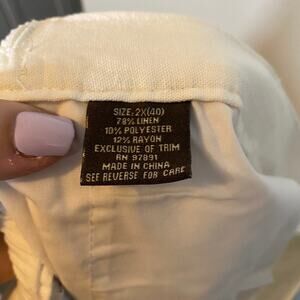 SIZE: 2X(40)
78% LINEN
10% POLYESTER
12% RAYON
EXCLUSIVE OF TRIM
RN 97891
MADE IN CHINA
SEE REVERSE FOR CARE